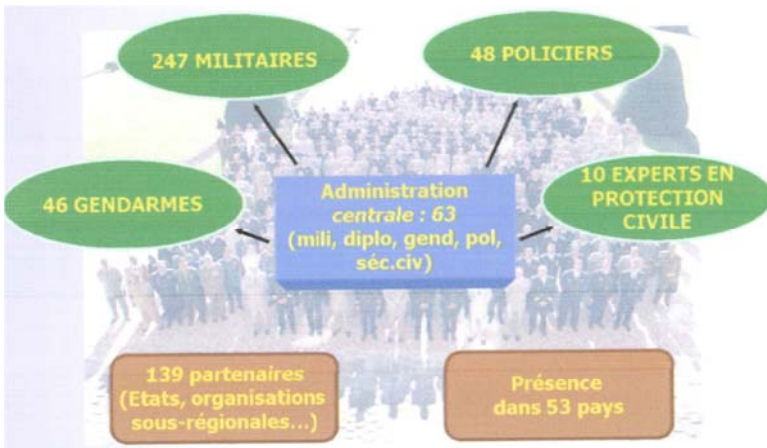 247 MILITAIRES
48 POLICIERS
46 GENDARMES
Administration
centrale : 63
(mili, diplo, gend, pol,
séc.civ)
10 EXPERTS EN
PROTECTION
CIVILE
139 partenaires
(Etats, organisations
sous-régionales...)
Présence
dans 53 pays